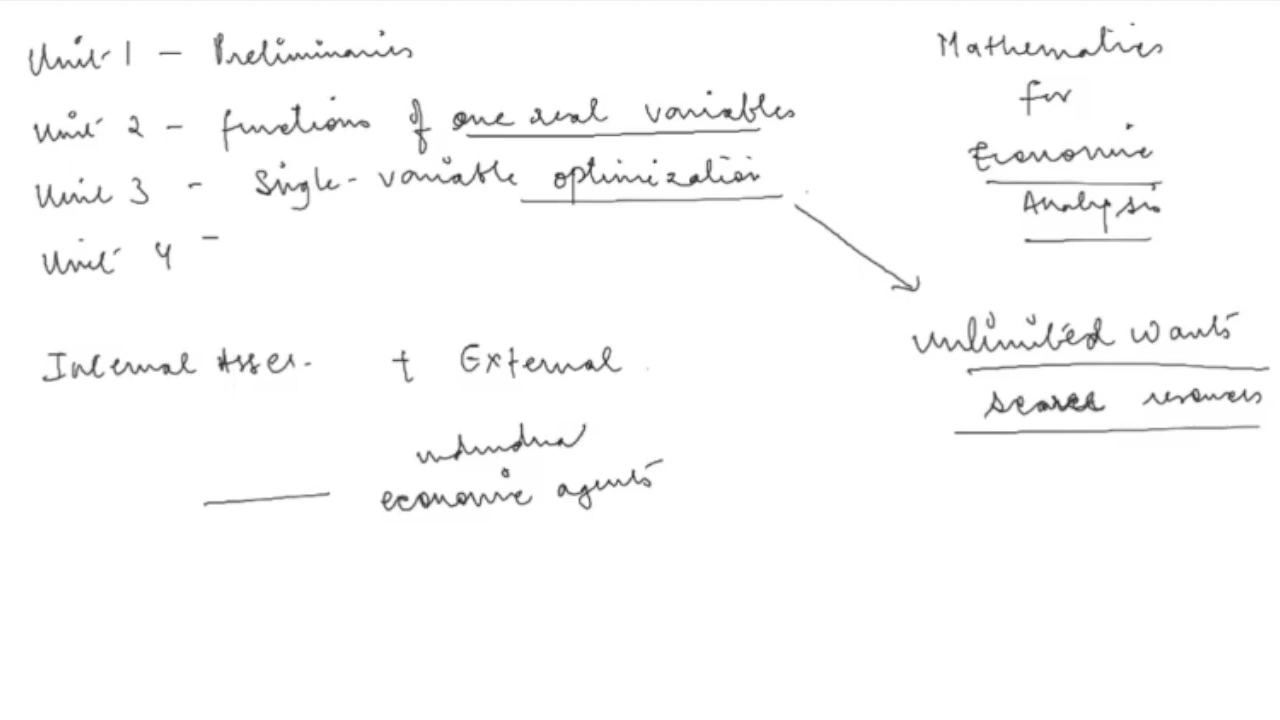 Unit 1 - Preliminaries
Unit 2 - functions of one real variables
Unit 3 - Single-variable optimization
Unit 4 -
Internal Asses. + External
individual
economic agents
Mathematics
for
Economic
Analysis
unlimited wants
scarce resources